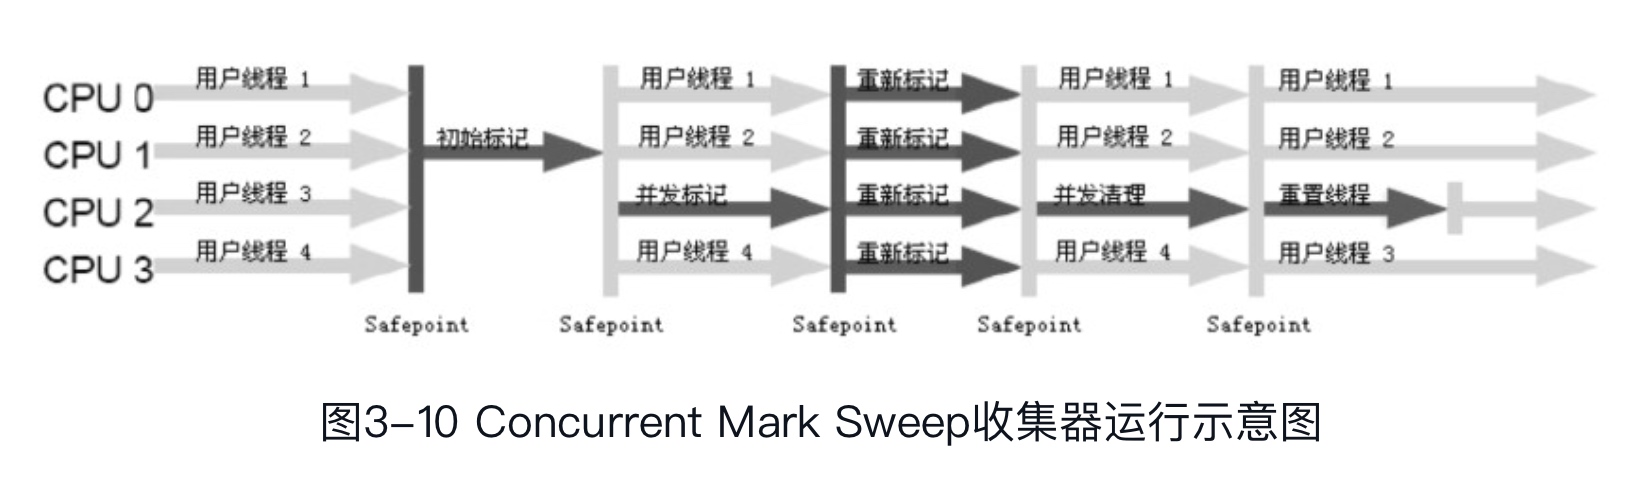 CPU 0 用户线程 1 用户线程 1 重新标记 用户线程 1 用户线程 1
CPU 1 用户线程 2 初始标记 用户线程 2 重新标记 用户线程 2 用户线程 2
CPU 2 用户线程 3 并发标记 重新标记 并发清理 重置线程
CPU 3 用户线程 4 用户线程 4 重新标记 用户线程 4 用户线程 3
Safepoint Safepoint Safepoint Safepoint Safepoint
图3-10 Concurrent Mark Sweep收集器运行示意图